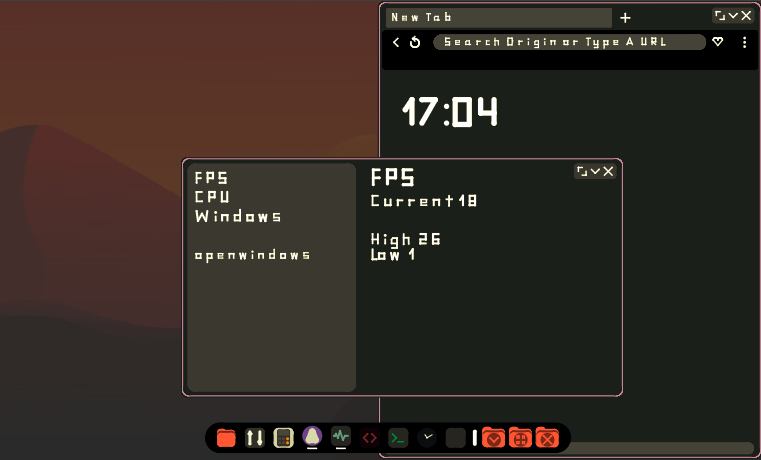 New Tab
Search Origin or Type A URL
17:04
FPS
CPU
Windows
openwindows
FPS
Current 18
High 26
Low 1